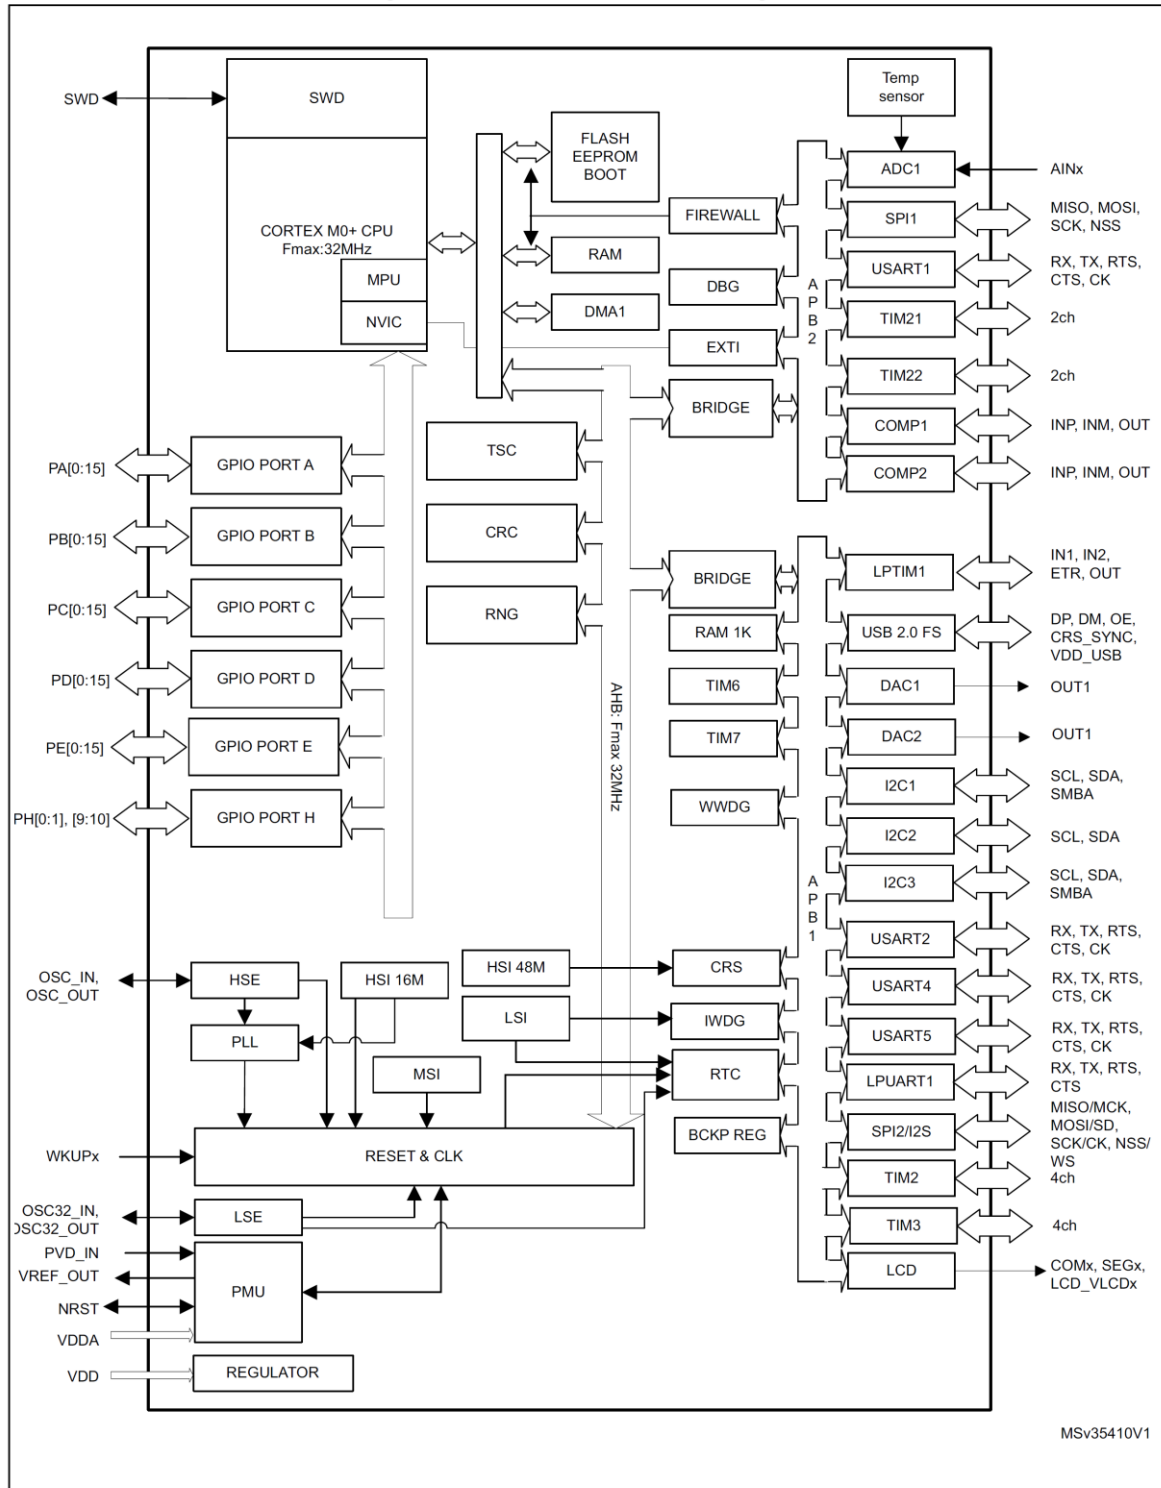 SWD
SWD
CORTEX M0+ CPU
Fmax:32MHz
MPU
NVIC
FLASH
EEPROM
BOOT
RAM
DMA1
FIREWALL
DBG
EXTI
BRIDGE
APB2
Temp
sensor
ADC1
AINx
SPI1
MISO, MOSI,
SCK, NSS
USART1
RX, TX, RTS,
CTS, CK
TIM21
2ch
TIM22
2ch
COMP1
INP, INM, OUT
COMP2
INP, INM, OUT
TSC
CRC
RNG
AHB: Fmax 32MHz
PA[0:15]
GPIO PORT A
PB[0:15]
GPIO PORT B
PC[0:15]
GPIO PORT C
PD[0:15]
GPIO PORT D
PE[0:15]
GPIO PORT E
PH[0:1], [9:10]
GPIO PORT H
BRIDGE
RAM 1K
TIM6
TIM7
WWDG
APB1
LPTIM1
IN1, IN2,
ETR, OUT
USB 2.0 FS
DP, DM, OE,
CRS_SYNC,
VDD_USB
DAC1
OUT1
DAC2
OUT1
I2C1
SCL, SDA,
SMBA
I2C2
SCL, SDA
I2C3
SCL, SDA,
SMBA
USART2
RX, TX, RTS,
CTS, CK
USART4
RX, TX, RTS,
CTS, CK
USART5
RX, TX, RTS,
CTS, CK
LPUART1
RX, TX, RTS,
CTS
SPI2/I2S
MISO/MCK,
MOSI/SD,
SCK/CK, NSS/
WS
TIM2
4ch
TIM3
4ch
LCD
COMx, SEGx,
LCD_VLCDx
OSC_IN,
OSC_OUT
HSE
HSI 16M
PLL
MSI
HSI 48M
CRS
LSI
IWDG
RTC
BCKP REG
WKUPx
RESET & CLK
OSC32_IN,
OSC32_OUT
LSE
PVD_IN
VREF_OUT
NRST
VDDA
PMU
VDD
REGULATOR
MSv35410V1